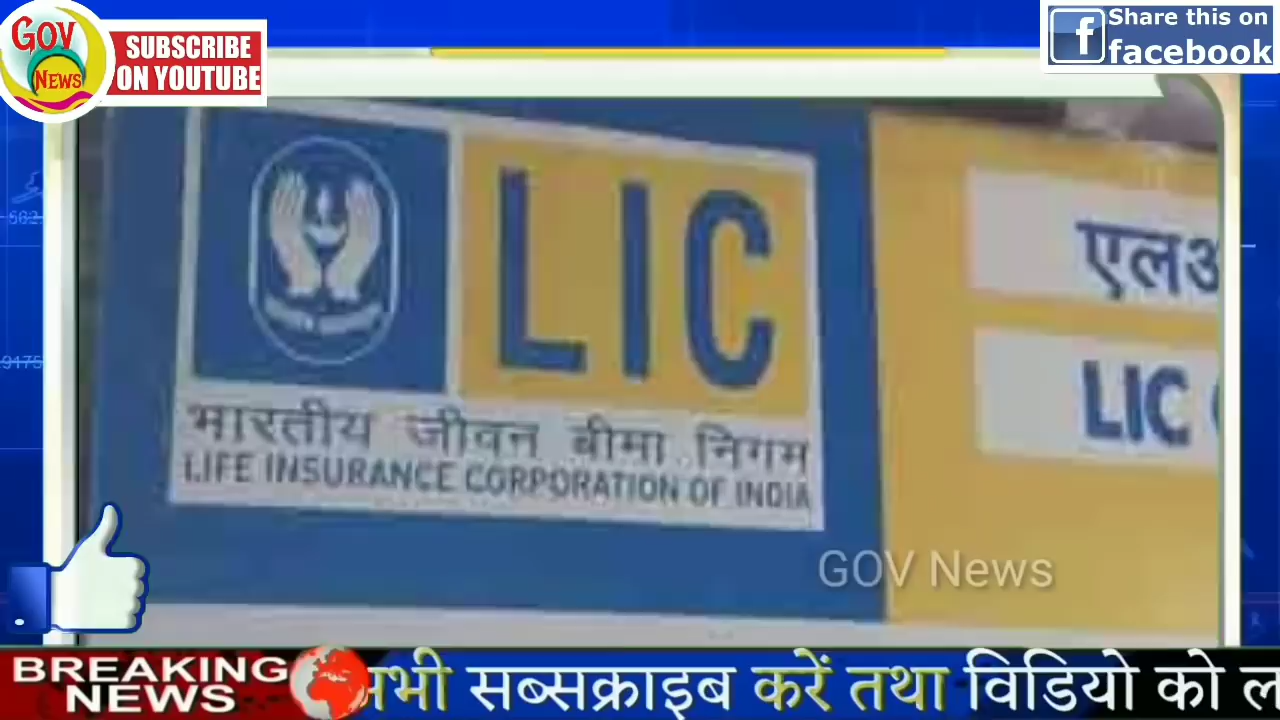 GOV
NEWS
SUBSCRIBE
ON YOUTUBE
Share this on
facebook
LIC
भारतीय जीवन बीमा निगम
LIFE INSURANCE CORPORATION OF INDIA
LIC
GOV News
BREAKING
NEWS
सब्सक्राइब करें तथा विडियो को